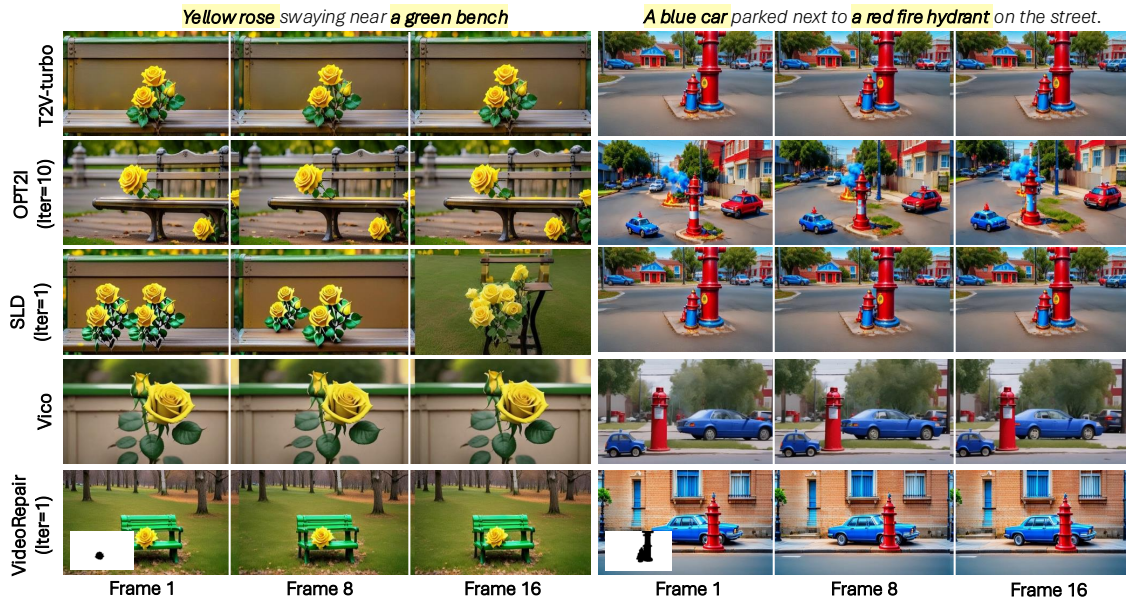 Yellow rose swaying near a green bench
A blue car parked next to a red fire hydrant on the street.
T2V-turbo
OPT2I
(Iter=10)
SLD
(Iter=1)
Vico
VideoRepair
(Iter=1)
Frame 1
Frame 8
Frame 16
Frame 1
Frame 8
Frame 16